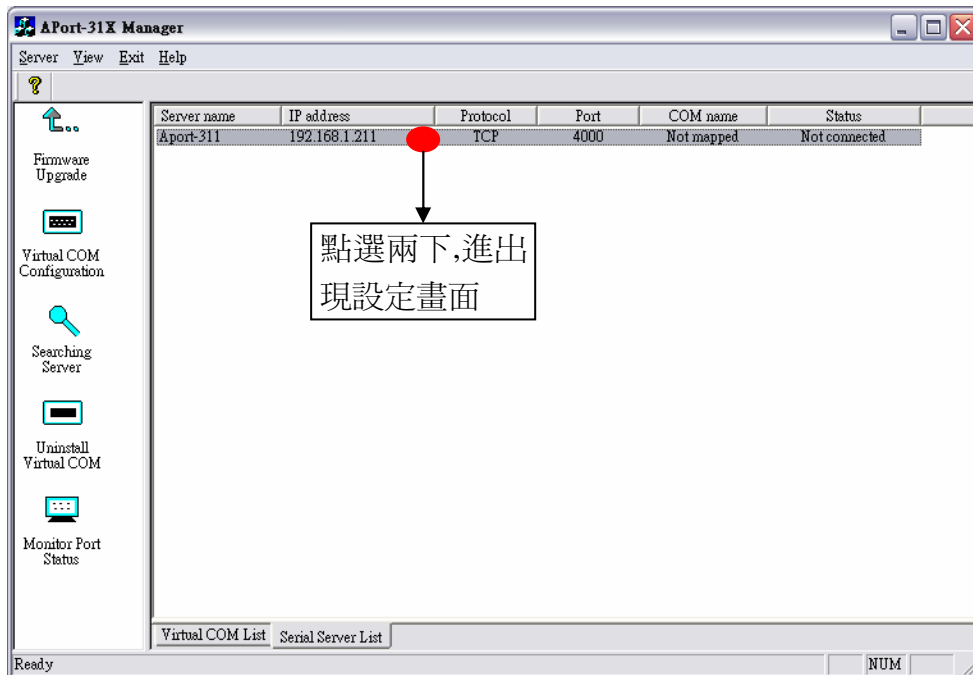 APort-31X Manager
Server View Exit Help
Server name IP address Protocol Port COM name Status
Aport-311 192.168.1.211 TCP 4000 Not mapped Not connected
Firmware
Upgrade
Virtual COM
Configuration
Searching
Server
Uninstall
Virtual COM
Monitor Port
Status
點選兩下,進出
現設定畫面
Virtual COM List Serial Server List
Ready NUM